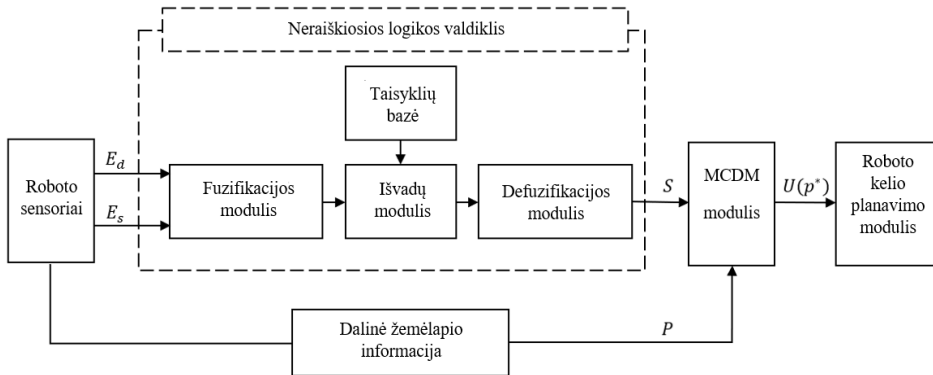 Neraiškiosios logikos valdiklis
Taisyklių
bazė
Roboto
sensoriai
E_d
E_s
Fuzifikacijos
modulis
Išvadų
modulis
Defuzifikacijos
modulis
S
MCDM
modulis
U(p*)
Roboto
kelio
planavimo
modulis
Dalinė žemėlapio
informacija
P